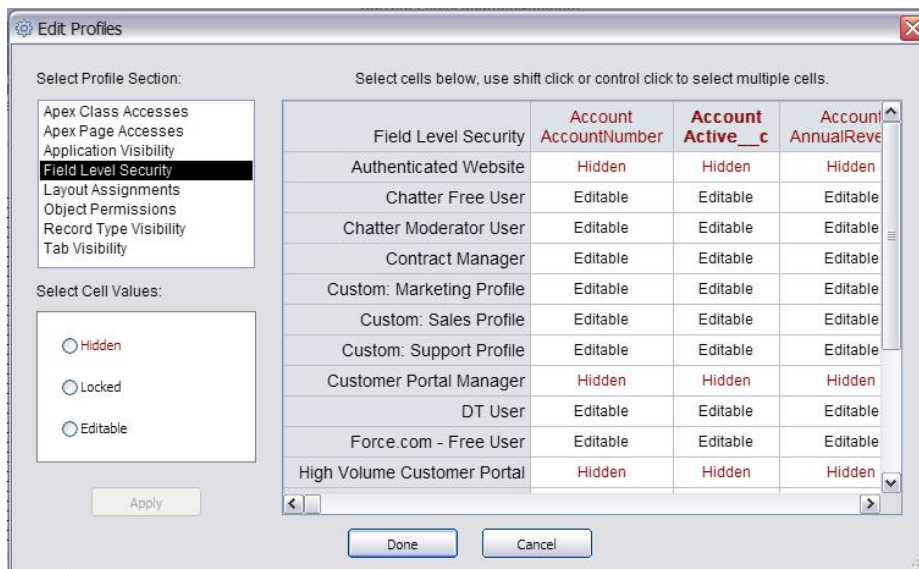 Edit Profiles
Select Profile Section:
Apex Class Accesses
Apex Page Accesses
Application Visibility
Field Level Security
Layout Assignments
Object Permissions
Record Type Visibility
Tab Visibility
Select Cell Values:
Hidden
Locked
Editable
Apply
Select cells below, use shift click or control click to select multiple cells.
Field Level Security Account AccountNumber Account Active__c Account AnnualReve
Authenticated Website Hidden Hidden Hidden
Chatter Free User Editable Editable Editable
Chatter Moderator User Editable Editable Editable
Contract Manager Editable Editable Editable
Custom: Marketing Profile Editable Editable Editable
Custom: Sales Profile Editable Editable Editable
Custom: Support Profile Editable Editable Editable
Customer Portal Manager Hidden Hidden Hidden
DT User Editable Editable Editable
Force.com - Free User Editable Editable Editable
High Volume Customer Portal Hidden Hidden Hidden
Done Cancel